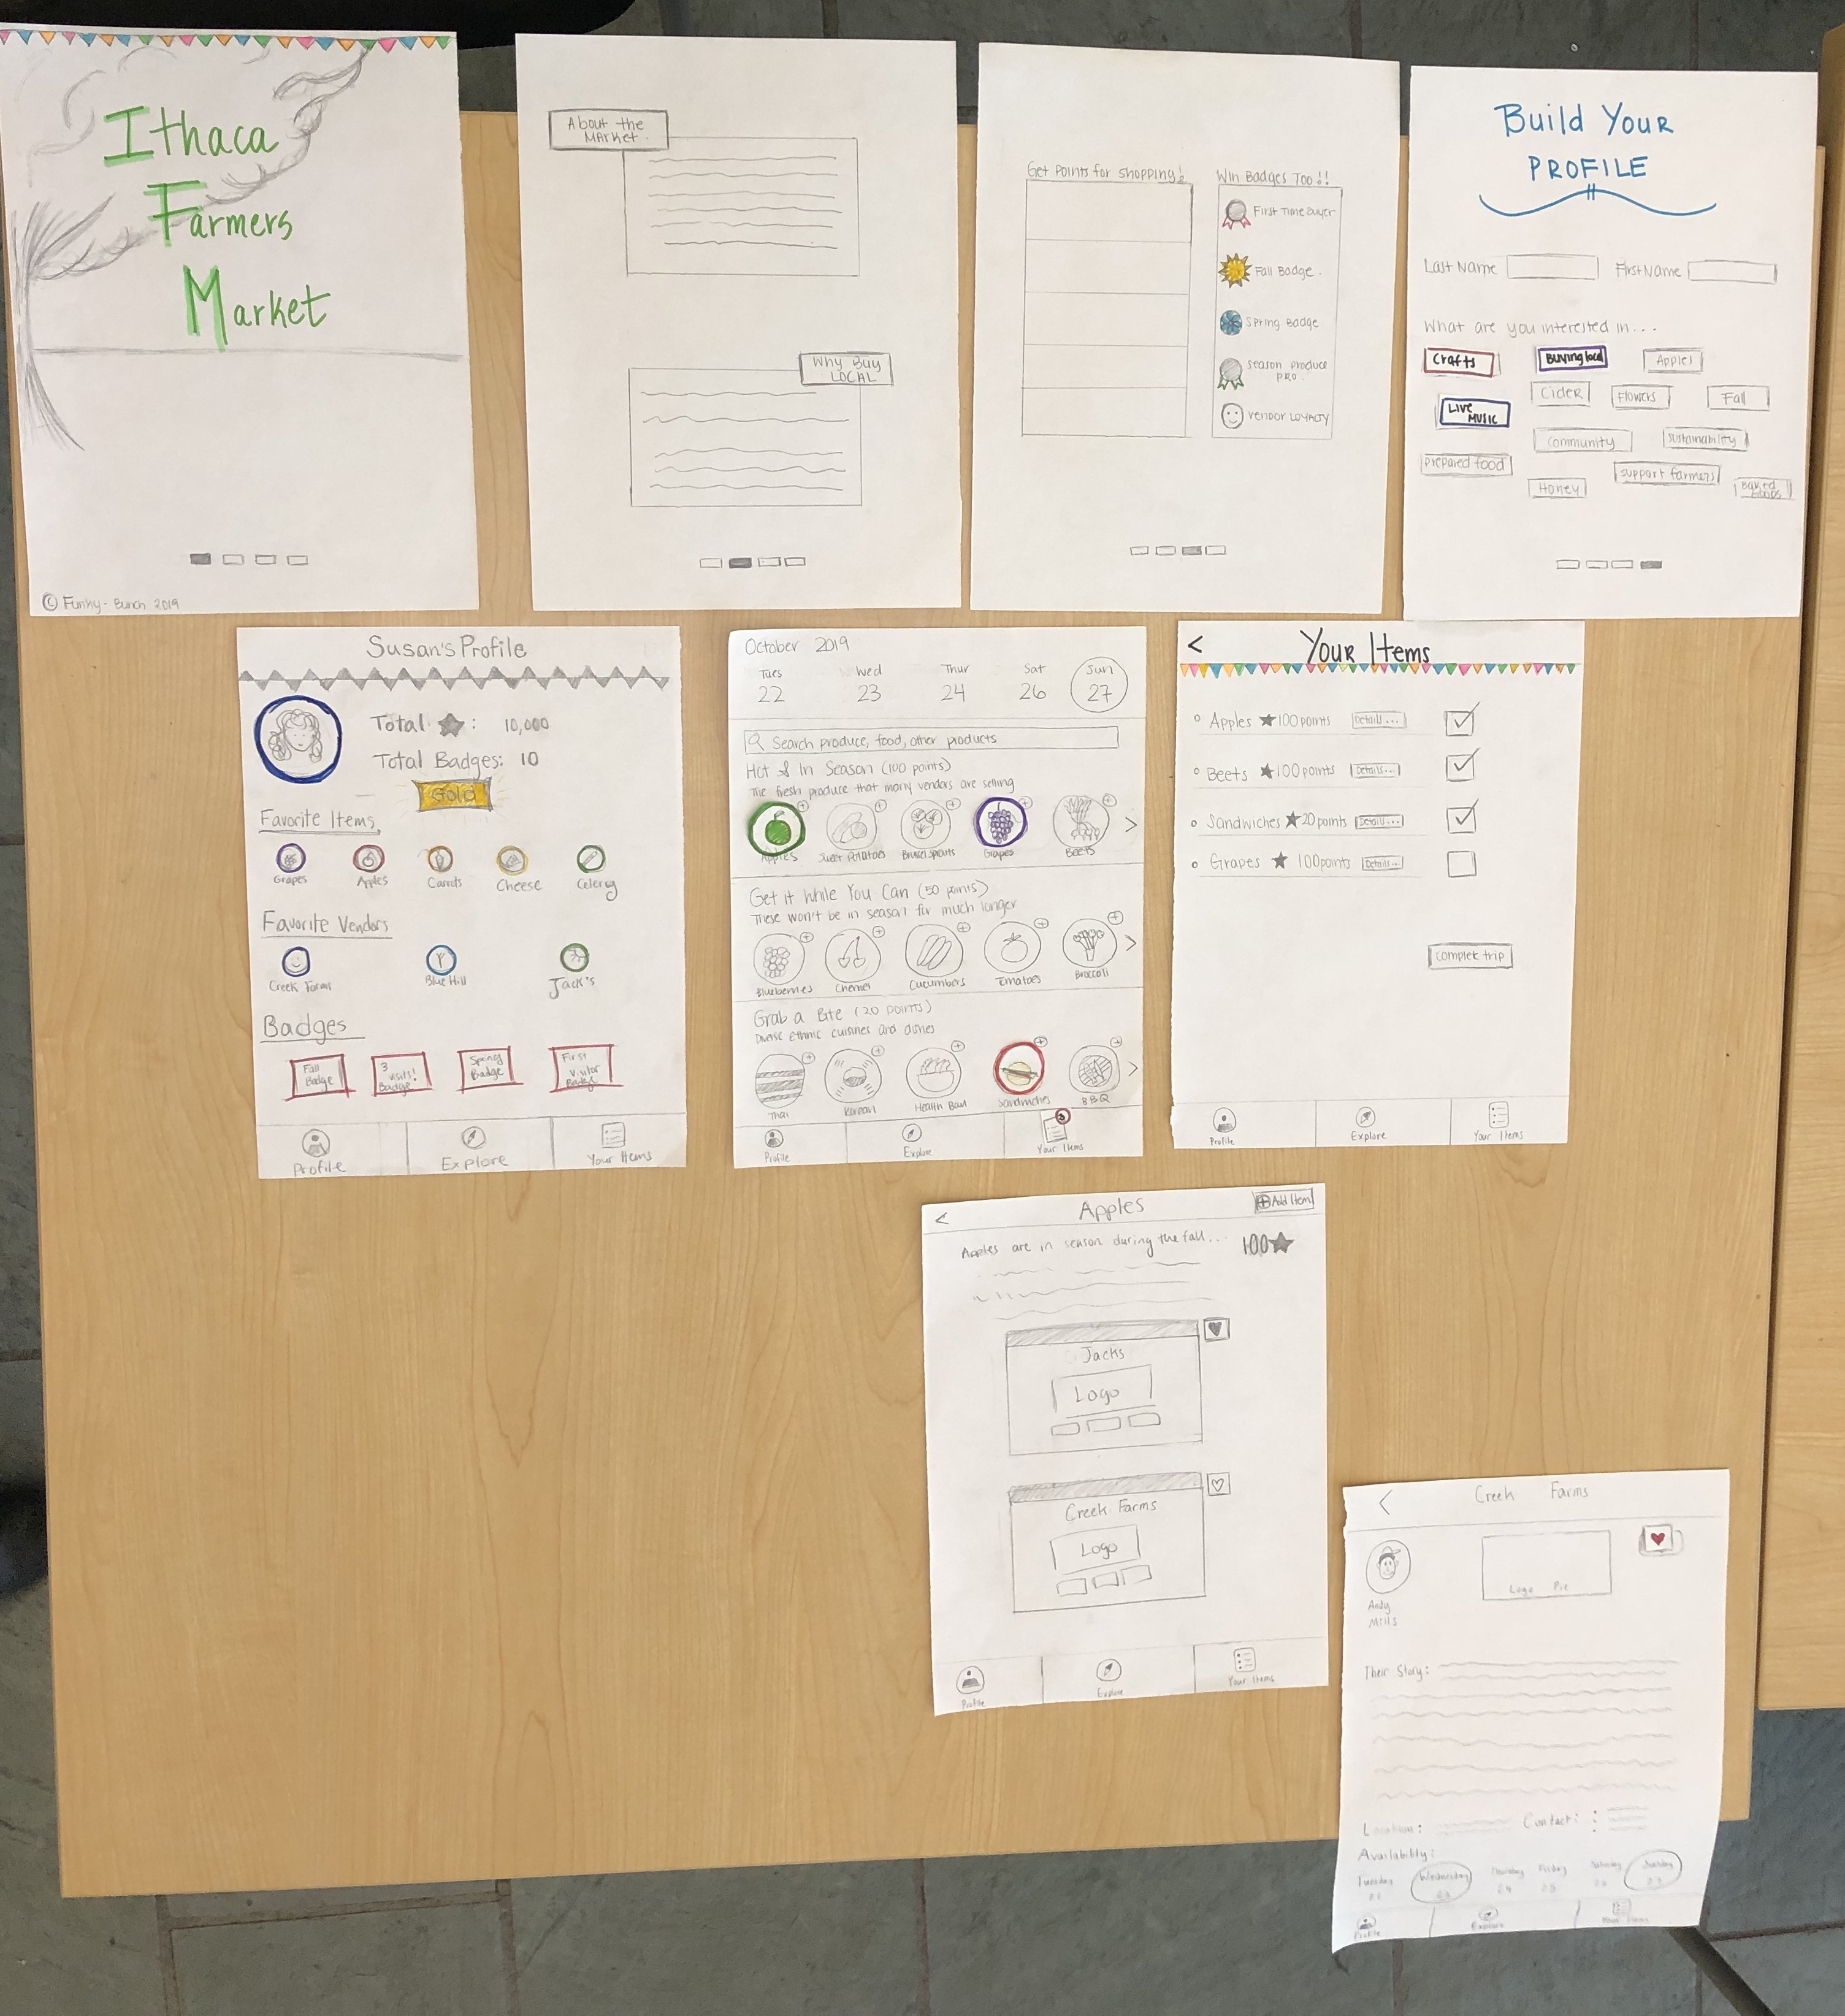 Ithaca
Farmers
Market
© Funky-Bunch 2019
About the
Market.
Why Buy
LOCAL
Get Points for Shopping!
Win Badges Too!!
First Time Buyer
Fall Badge.
Spring Badge
Season produce
PRO.
Vendor LOYALTY
Build Your
PROFILE
Last Name
First Name
What are you interested in...
Crafts
Buying local
Apples
Cider
Flowers
Fall
Live
Music
Community
Sustainability
Prepared food
support farmers
Honey
Baked
Goods
Susan's Profile
Total ★: 10,000
Total Badges: 10
Gold
Favorite Items
Grapes
Apples
Carrots
Cheese
Celery
Favorite Vendors
Creek Farms
Blue Hill
Jack's
Badges
Fall
Badge
3
visits!
Badge
Spring
Badge
First
Visitor
Badge
Profile
Explore
Your Items
October 2019
Tues Wed Thur Sat Sun
22 23 24 26 27
Search produce, food, other products
Hot & In Season (100 points)
The fresh produce that many vendors are selling
Apples
Sweet Potatoes
Brussel sprouts
Grapes
Beets
>
Get it While You Can (50 points)
These won't be in season for much longer
Blueberries
Cherries
Cucumbers
Tomatoes
Broccoli
>
Grab a Bite (20 points)
Diverse Ethnic cuisines and dishes
Thai
Korean
Health Bowl
Sandwiches
BBQ
>
Profile
Explore
3
Your Items
< Your Items
Apples ★100 points Details...
Beets ★100 points Details...
Sandwiches ★20 points Details...
Grapes ★ 100 points Details...
Complete trip
Profile
Explore
Your Items
< Apples
Add Item
Apples are in season during the fall... 100★
Jacks
Logo
Creek Farms
Logo
Profile
Explore
Your Items
< Creek Farms
Andy
Mills
Logo Pic
Their Story:
Location:
Contact:
Availability:
Tuesday Wednesday Thursday Friday Saturday Sunday
23 24 25 26 27
Profile
Explore
Your Items